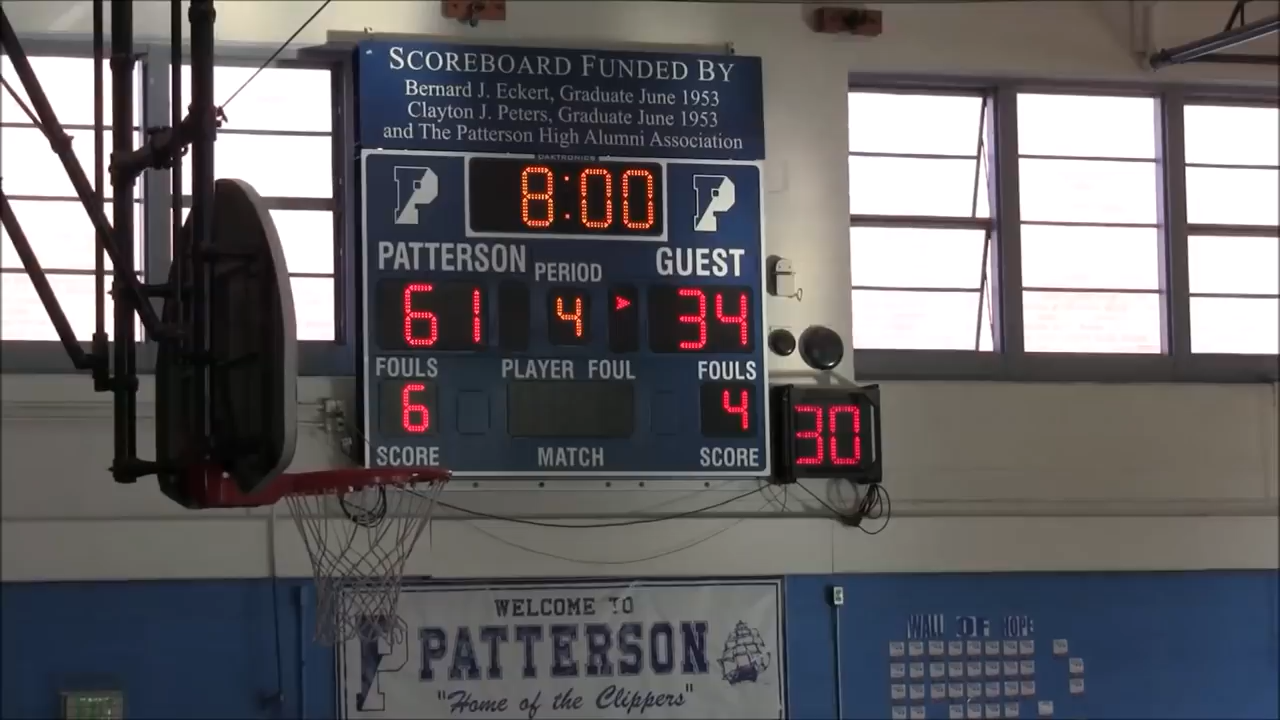 SCOREBOARD FUNDED BY
Bernard J. Eckert, Graduate June 1953
Clayton J. Peters, Graduate June 1953
and The Patterson High Alumni Association
DAKTRONICS
P 8:00 P
PATTERSON PERIOD GUEST
61 4 34
FOULS PLAYER FOUL FOULS
6 4
SCORE MATCH SCORE
30
WELCOME TO
P PATTERSON
"Home of the Clippers"
WALL OF HOPE